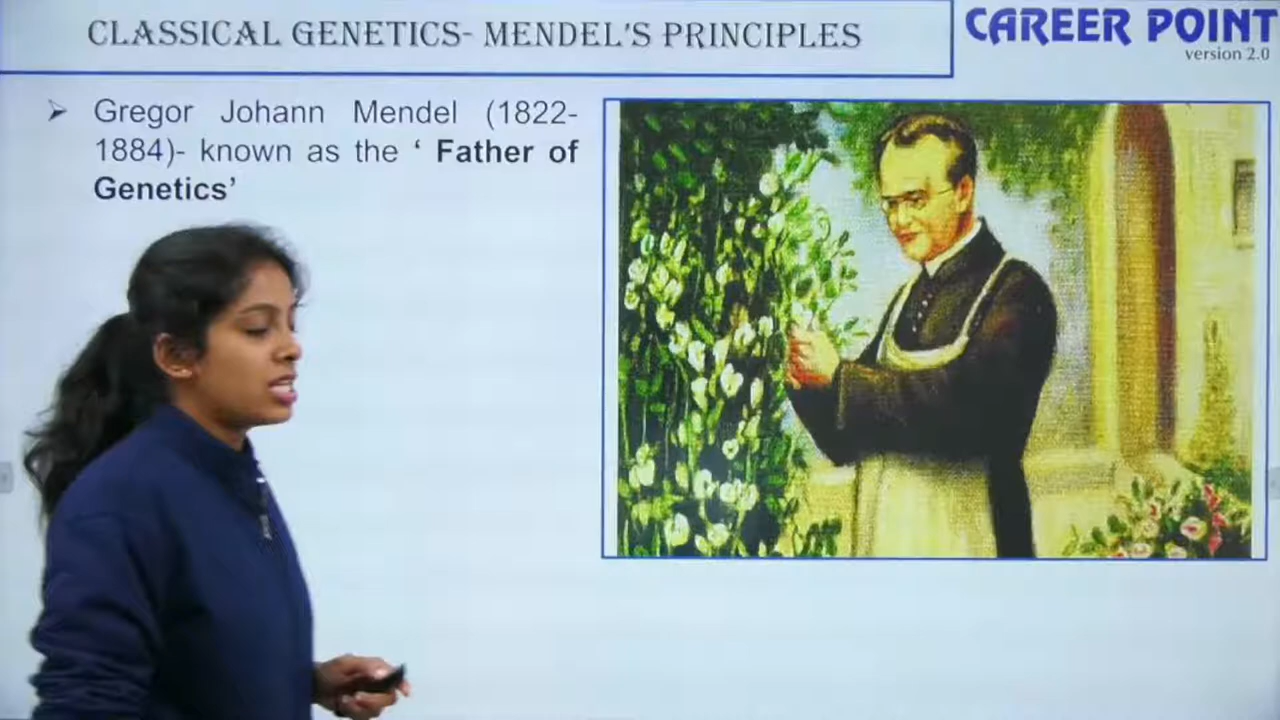 CLASSICAL GENETICS- MENDEL'S PRINCIPLES
CAREER POINT
version 2.0
Gregor Johann Mendel (1822-
1884)- known as the ‘ Father of
Genetics’